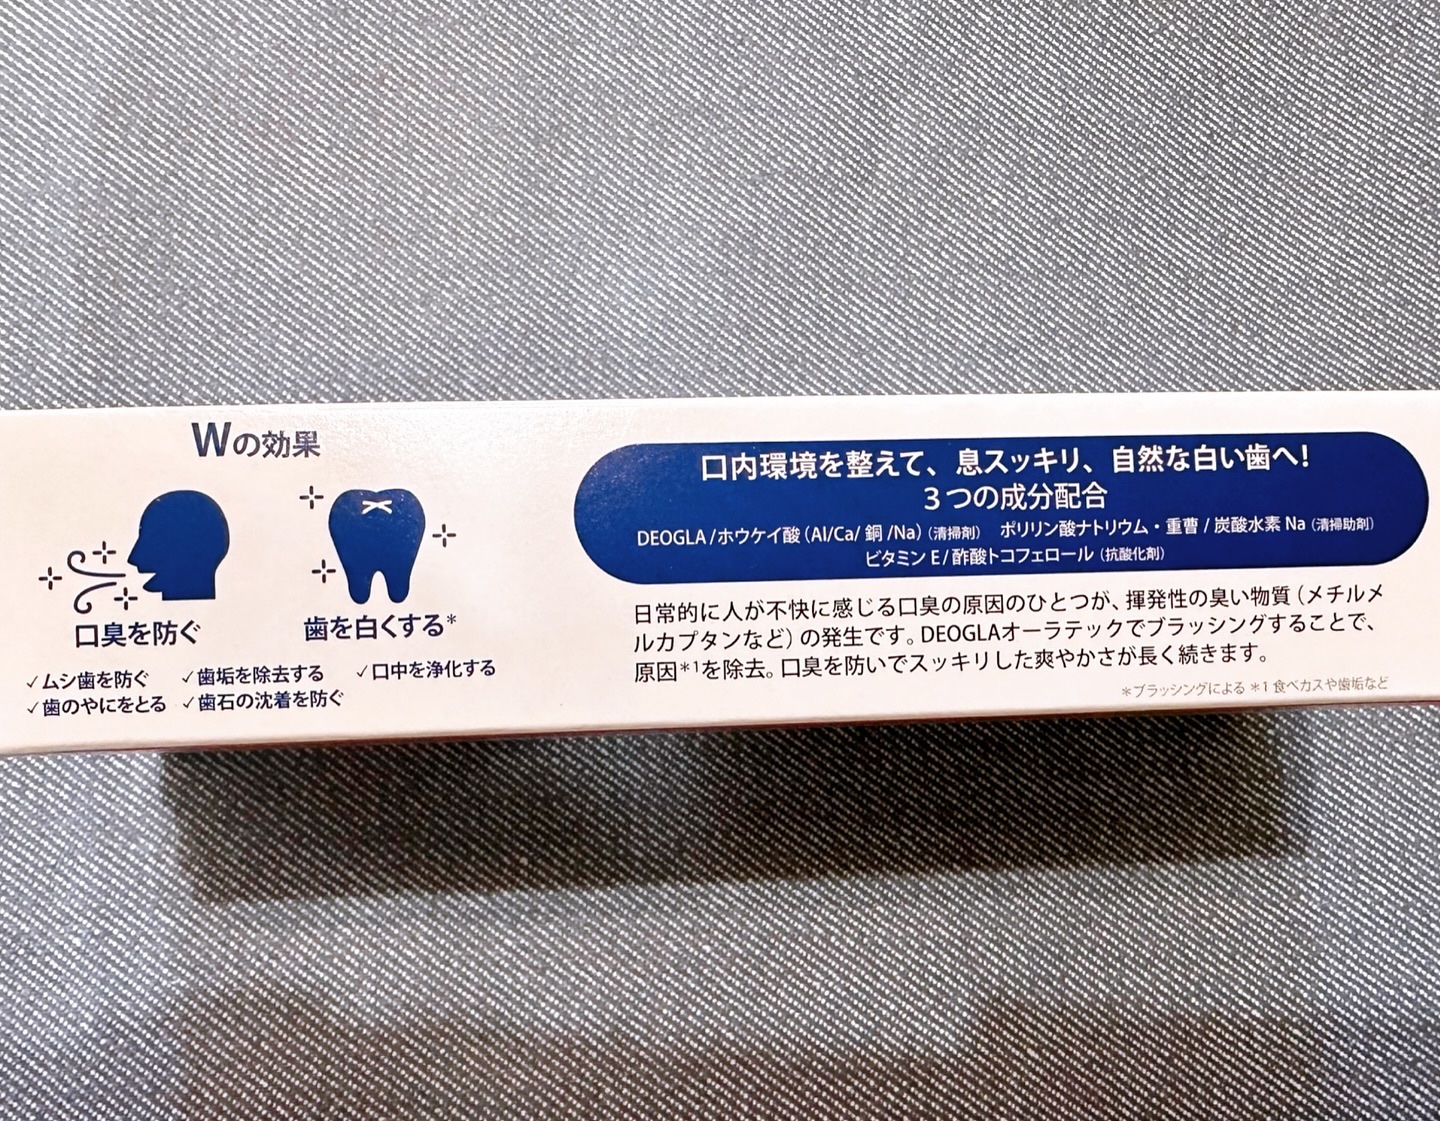 Wの効果
口臭を防ぐ
歯を白くする*
✓ムシ歯を防ぐ ✓歯垢を除去する ✓口中を浄化する
✓歯のやにをとる ✓歯石の沈着を防ぐ
口内環境を整えて、息スッキリ、自然な白い歯へ!
3つの成分配合
DEOGLA/ホウケイ酸(Al/Ca/銅/Na)(清掃剤) ポリリン酸ナトリウム・重曹/炭酸水素Na(清掃助剤)
ビタミンE/酢酸トコフェロール(抗酸化剤)
日常的に人が不快に感じる口臭の原因のひとつが、揮発性の臭い物質(メチルメ
ルカプタンなど)の発生です。DEOGLAオーラテックでブラッシングすることで、
原因*1を除去。口臭を防いでスッキリした爽やかさが長く続きます。
*ブラッシングによる *1 食べカスや歯垢など